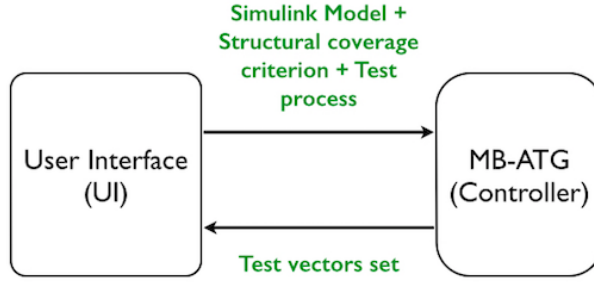 Simulink Model +
Structural coverage
criterion + Test
process
User Interface
(UI)
MB-ATG
(Controller)
Test vectors set